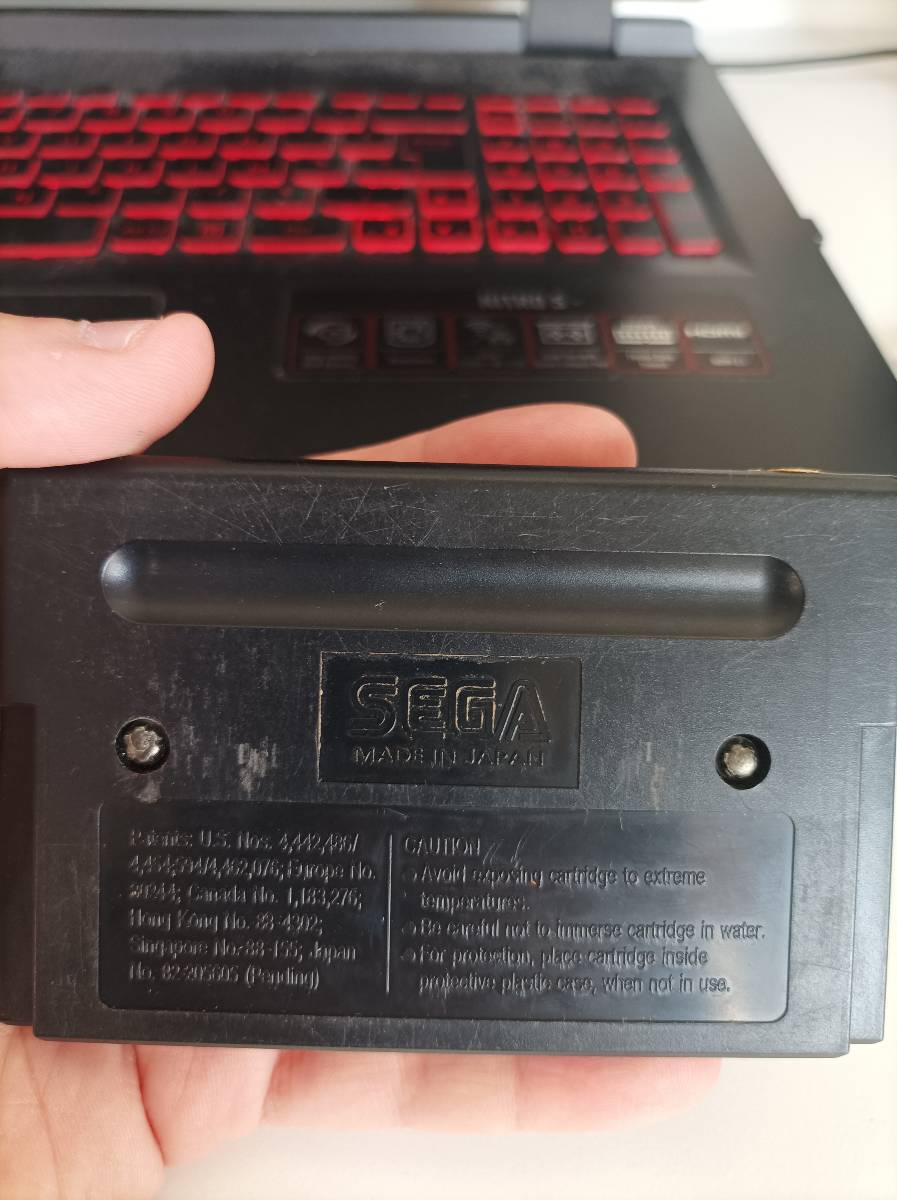 NITRO 5
SEGA
MADE IN JAPAN
Patents: U.S. Nos. 4,442,486/
4,454,594/4,462,076; Europe No.
80244; Canada No. 1,183,276;
Hong Kong No. 88-4302;
Singapore No. 88-155; Japan
No. 82-205605 (Pending)
CAUTION
Avoid exposing cartridge to extreme
temperatures.
Be careful not to immerse cartridge in water.
For protection, place cartridge inside
protective plastic case, when not in use.